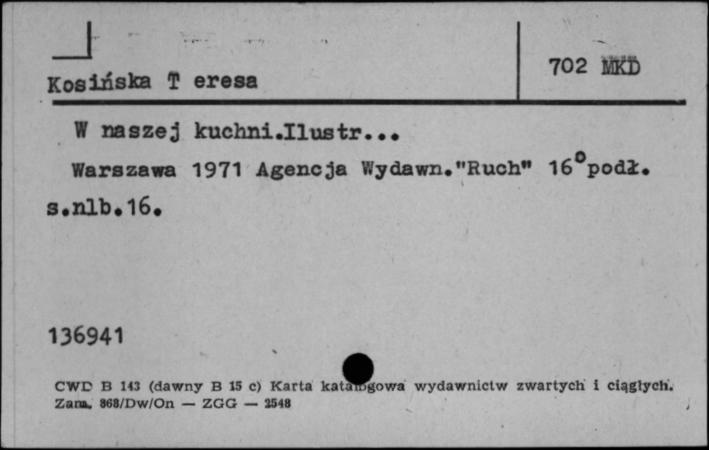 702 MKD
Kosińska T eresa
W naszej kuchni.Ilustr...
Warszawa 1971 Agencja Wydawn."Ruch" 16°podł.
s.nlb.16.
136941
CWD B 143 (dawny B 15 c) Karta katalogowa wydawnictw zwartych i ciągłych.
Zam. 868/Dw/On — ZGG — 2548